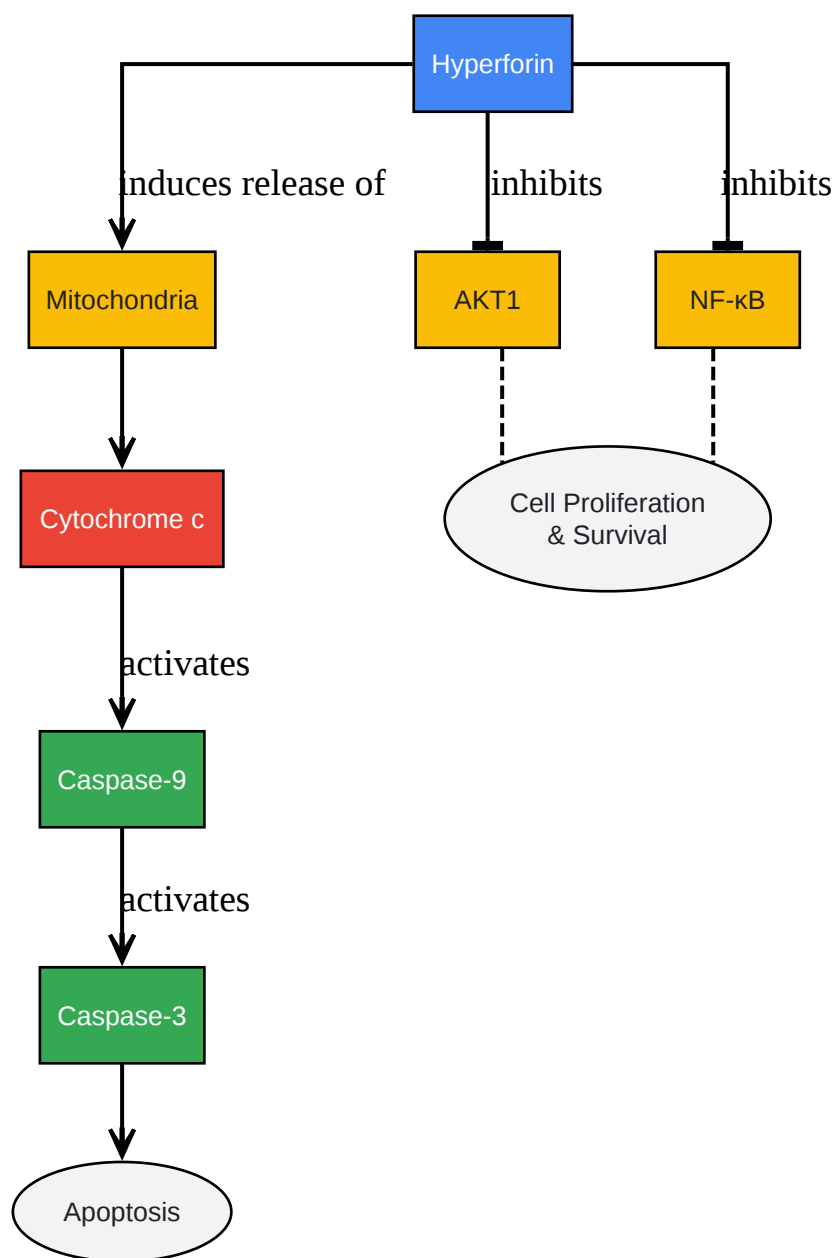 Hyperforin
induces release of
inhibits
inhibits
Mitochondria
AKT1
NF-κB
Cytochrome c
Cell Proliferation
& Survival
activates
Caspase-9
activates
Caspase-3
Apoptosis